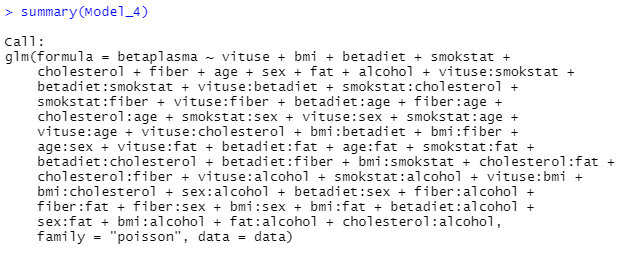 > summary(Model_4)
Call:
glm(formula = betaplasma ~ vituse + bmi + betadiet + smokstat +
cholesterol + fiber + age + sex + fat + alcohol + vituse:smokstat +
betadiet:smokstat + vituse:betadiet + smokstat:cholesterol +
smokstat:fiber + vituse:fiber + betadiet:age + fiber:age +
cholesterol:age + smokstat:sex + vituse:sex + smokstat:age +
vituse:age + vituse:cholesterol + bmi:betadiet + bmi:fiber +
age:sex + vituse:fat + betadiet:fat + age:fat + smokstat:fat +
betadiet:cholesterol + betadiet:fiber + bmi:smokstat + cholesterol:fat +
cholesterol:fiber + vituse:alcohol + smokstat:alcohol + vituse:bmi +
bmi:cholesterol + sex:alcohol + betadiet:sex + fiber:alcohol +
fiber:fat + fiber:sex + bmi:sex + bmi:fat + betadiet:alcohol +
sex:fat + bmi:alcohol + fat:alcohol + cholesterol:alcohol,
family = "poisson", data = data)